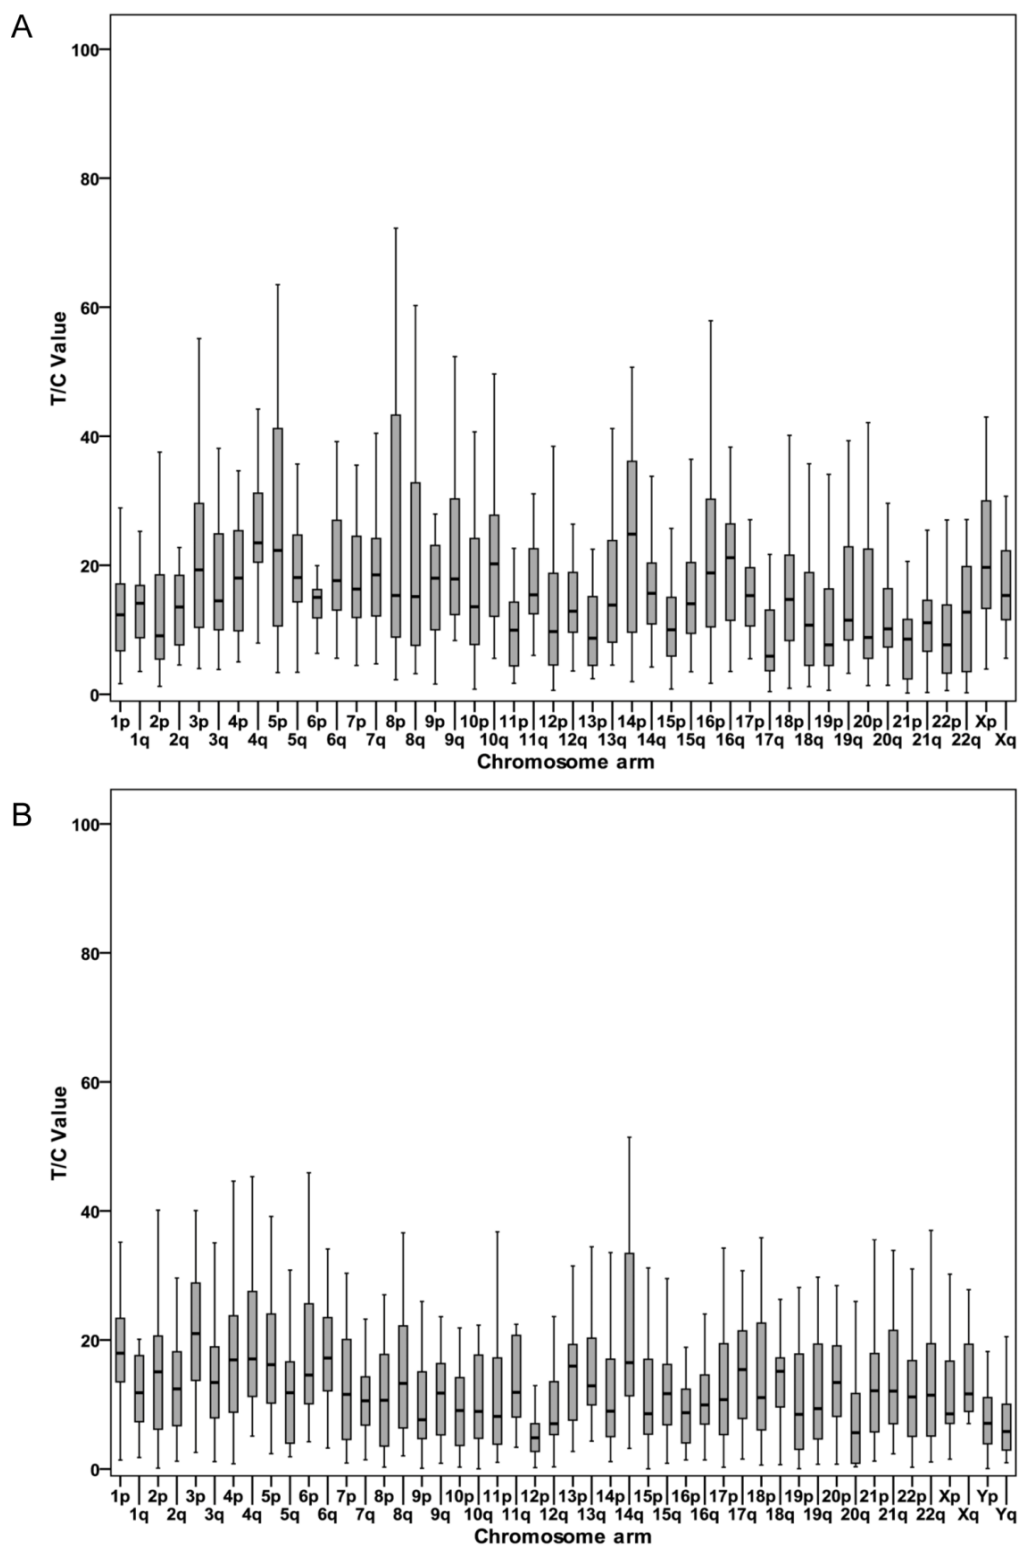 A
T/C Value
100
80
60
40
20
0
1p 2p 3p 4p 5p 6p 7p 8p 9p 10p 11p 12p 13p 14p 15p 16p 17p 18p 19p 20p 21p 22p Xp
1q 2q 3q 4q 5q 6q 7q 8q 9q 10q 11q 12q 13q 14q 15q 16q 17q 18q 19q 20q 21q 22q Xq
Chromosome arm
B
T/C Value
100
80
60
40
20
0
1p 2p 3p 4p 5p 6p 7p 8p 9p 10p 11p 12p 13p 14p 15p 16p 17p 18p 19p 20p 21p 22p Xp Yp
1q 2q 3q 4q 5q 6q 7q 8q 9q 10q 11q 12q 13q 14q 15q 16q 17q 18q 19q 20q 21q 22q Xq Yq
Chromosome arm